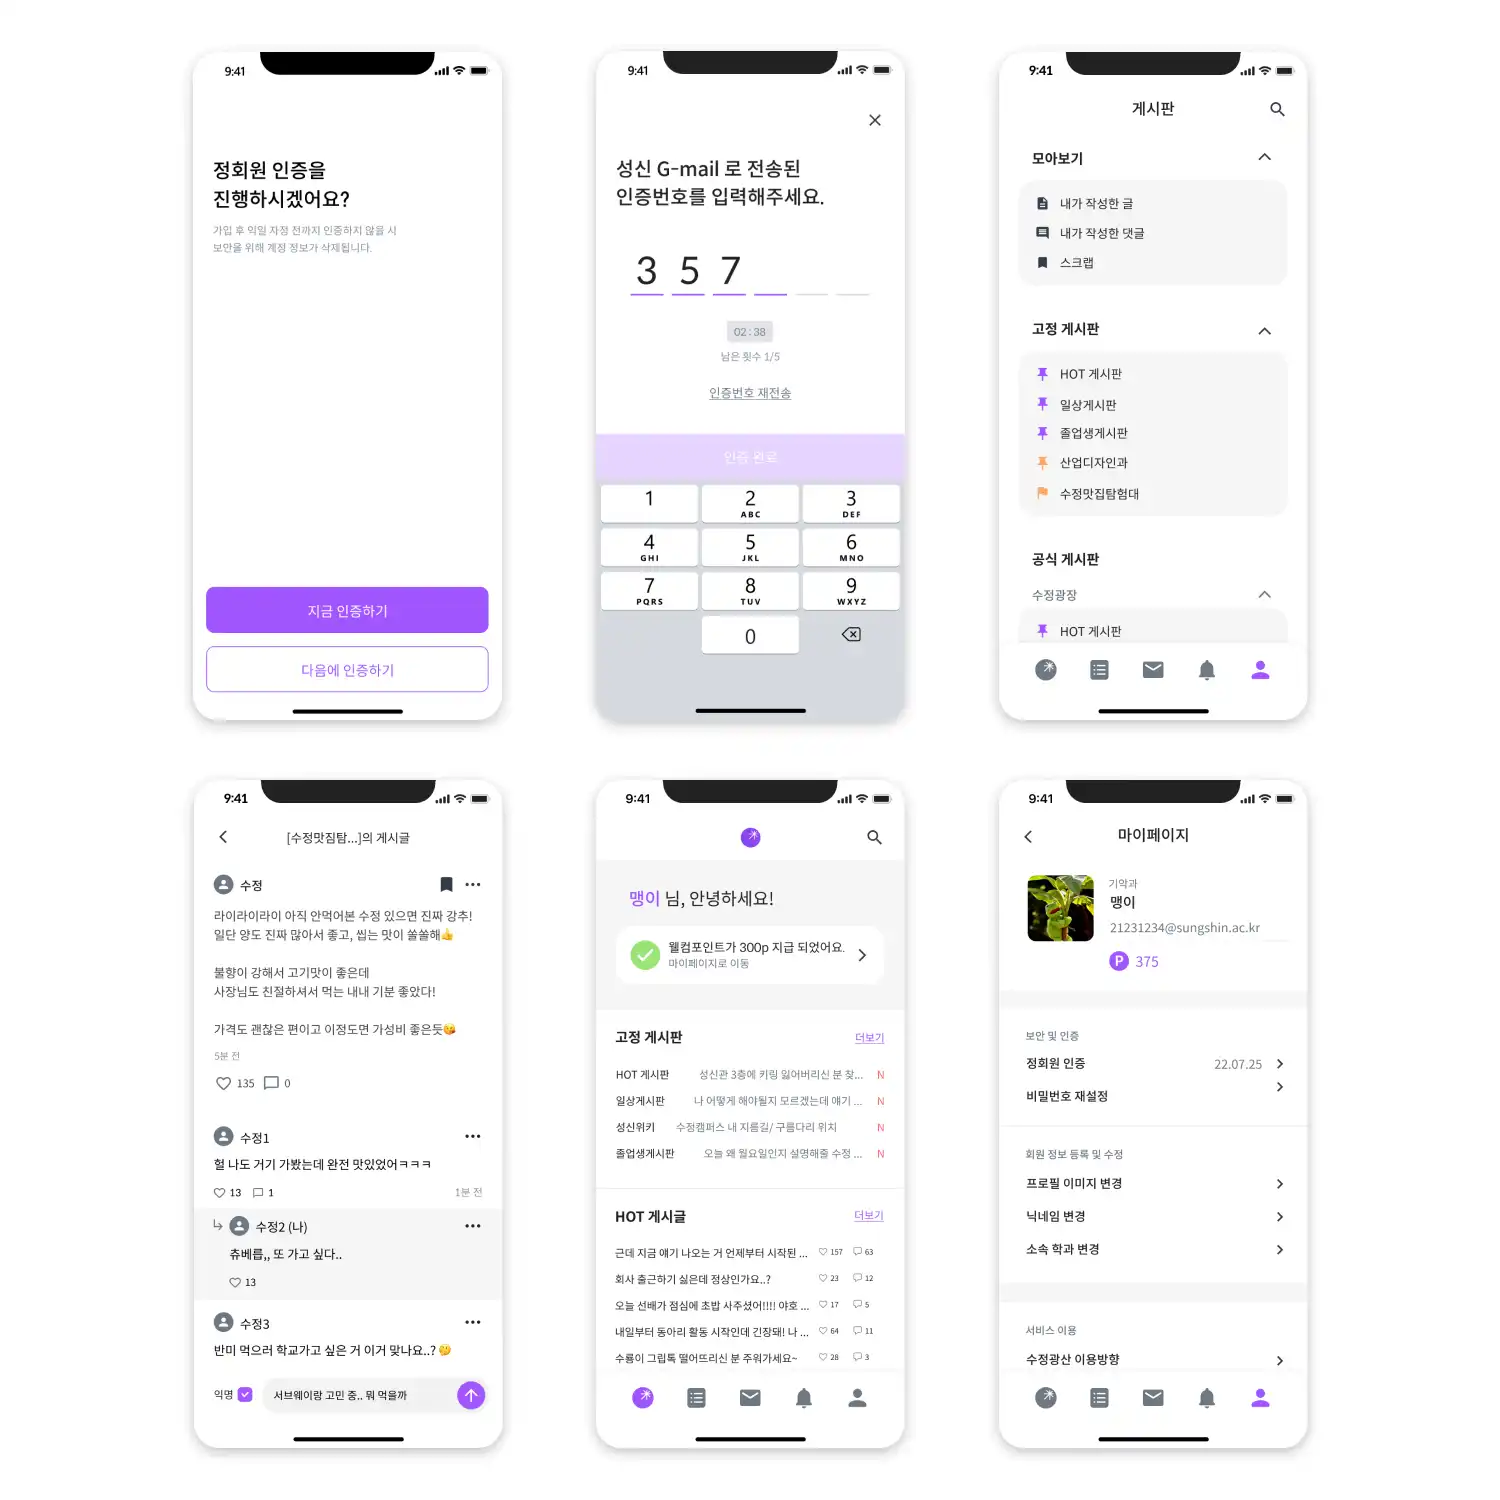 9:41
정회원 인증을
진행하시겠어요?
가입 후 익일 자정 전까지 인증하지 않을 시
보안을 위해 계정 정보가 삭제됩니다.
지금 인증하기
다음에 인증하기
9:41
성신 G-mail 로 전송된
인증번호를 입력해주세요.
3 5 7
02:38
남은 횟수 1/5
인증번호 재전송
인증 완료
1 2 3
ABC DEF
4 5 6
GHI JKL MNO
7 8 9
PQRS TUV WXYZ
0
9:41
게시판
모아보기
내가 작성한 글
내가 작성한 댓글
스크랩
고정 게시판
HOT 게시판
일상게시판
졸업생게시판
산업디자인과
수정맛집탐험대
공식 게시판
수정광장
HOT 게시판
9:41
[수정맛짐탐...]의 게시글
수정
라이라이라이 아직 안먹어본 수정 있으면 진짜 강추!
일단 양도 진짜 많아서 좋고, 씹는 맛이 쏠쏠해👍
불향이 강해서 고기맛이 좋은데
사장님도 친절하셔서 먹는 내내 기분 좋았다!
가격도 괜찮은 편이고 이정도면 가성비 좋은듯😘
5분 전
135 0
수정1
헐 나도 거기 가봤는데 완전 맛있었어ㅋㅋㅋ
13 1 1분 전
수정2 (나)
츄베릅,, 또 가고 싶다..
13
수정3
반미 먹으러 학교가고 싶은 거 이거 맞나요..? 🤔
익명 서브웨이랑 고민 중.. 뭐 먹을까
9:41
맹이 님, 안녕하세요!
웰컴포인트가 300p 지급 되었어요.
마이페이지로 이동
고정 게시판 더보기
HOT 게시판 성신관 3층에 키링 잃어버리신 분 찾... N
일상게시판 나 어떻게 해야될지 모르겠는데 얘기 ... N
성신위키 수정캠퍼스 내 지름길/ 구름다리 위치 N
졸업생게시판 오늘 왜 월요일인지 설명해줄 수정 ... N
HOT 게시글 더보기
근데 지금 얘기 나오는 거 언제부터 시작된 ... 157 63
회사 출근하기 싫은데 정상인가요..? 23 12
오늘 선배가 점심에 초밥 사주셨어!!!! 야호 ... 17 5
내일부터 동아리 활동 시작인데 긴장돼! 나 ... 64 11
수룡이 그립톡 떨어뜨리신 분 주워가세요~ 28 3
9:41
마이페이지
기악과
맹이
21231234@sungshin.ac.kr
P 375
보안 및 인증
정회원 인증 22.07.25
비밀번호 재설정
회원 정보 등록 및 수정
프로필 이미지 변경
닉네임 변경
소속 학과 변경
서비스 이용
수정광산 이용방향